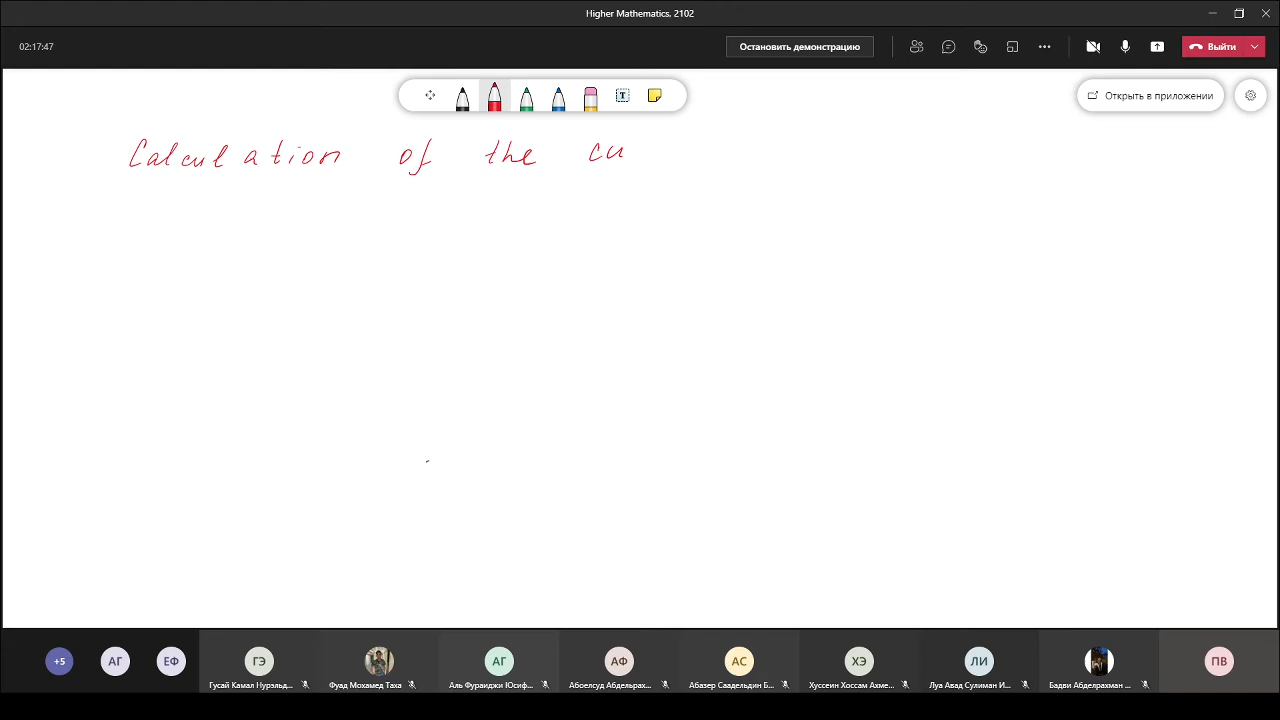 Higher Mathematics, 2102
02:17:47
Остановить демонстрацию
Выйти
Открыть в приложении
Calculation of the cu
+5
АГ
ЕФ
ГЭ
АГ
АФ
АС
ХЭ
ЛИ
ПВ
Гусай Камал Нурэльд...
Фуад Мохамед Таха
Аль Фураиджи Юсиф...
Абоелсуд Абдельрах...
Абазер Саадельдин Б...
Хуссеин Хоссам Ахме...
Луа Авад Сулиман И...
Бадви Абделрахман ...